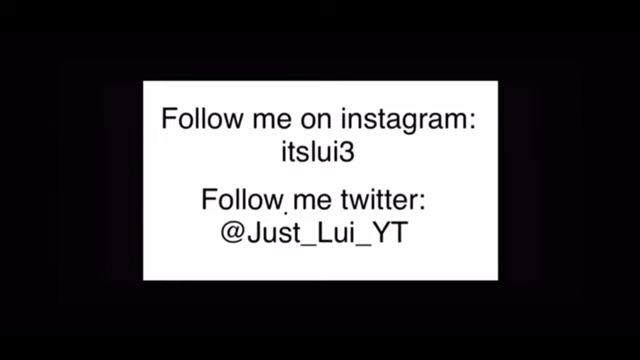 Follow me on instagram:
itslui3
Follow me twitter:
@Just_Lui_YT